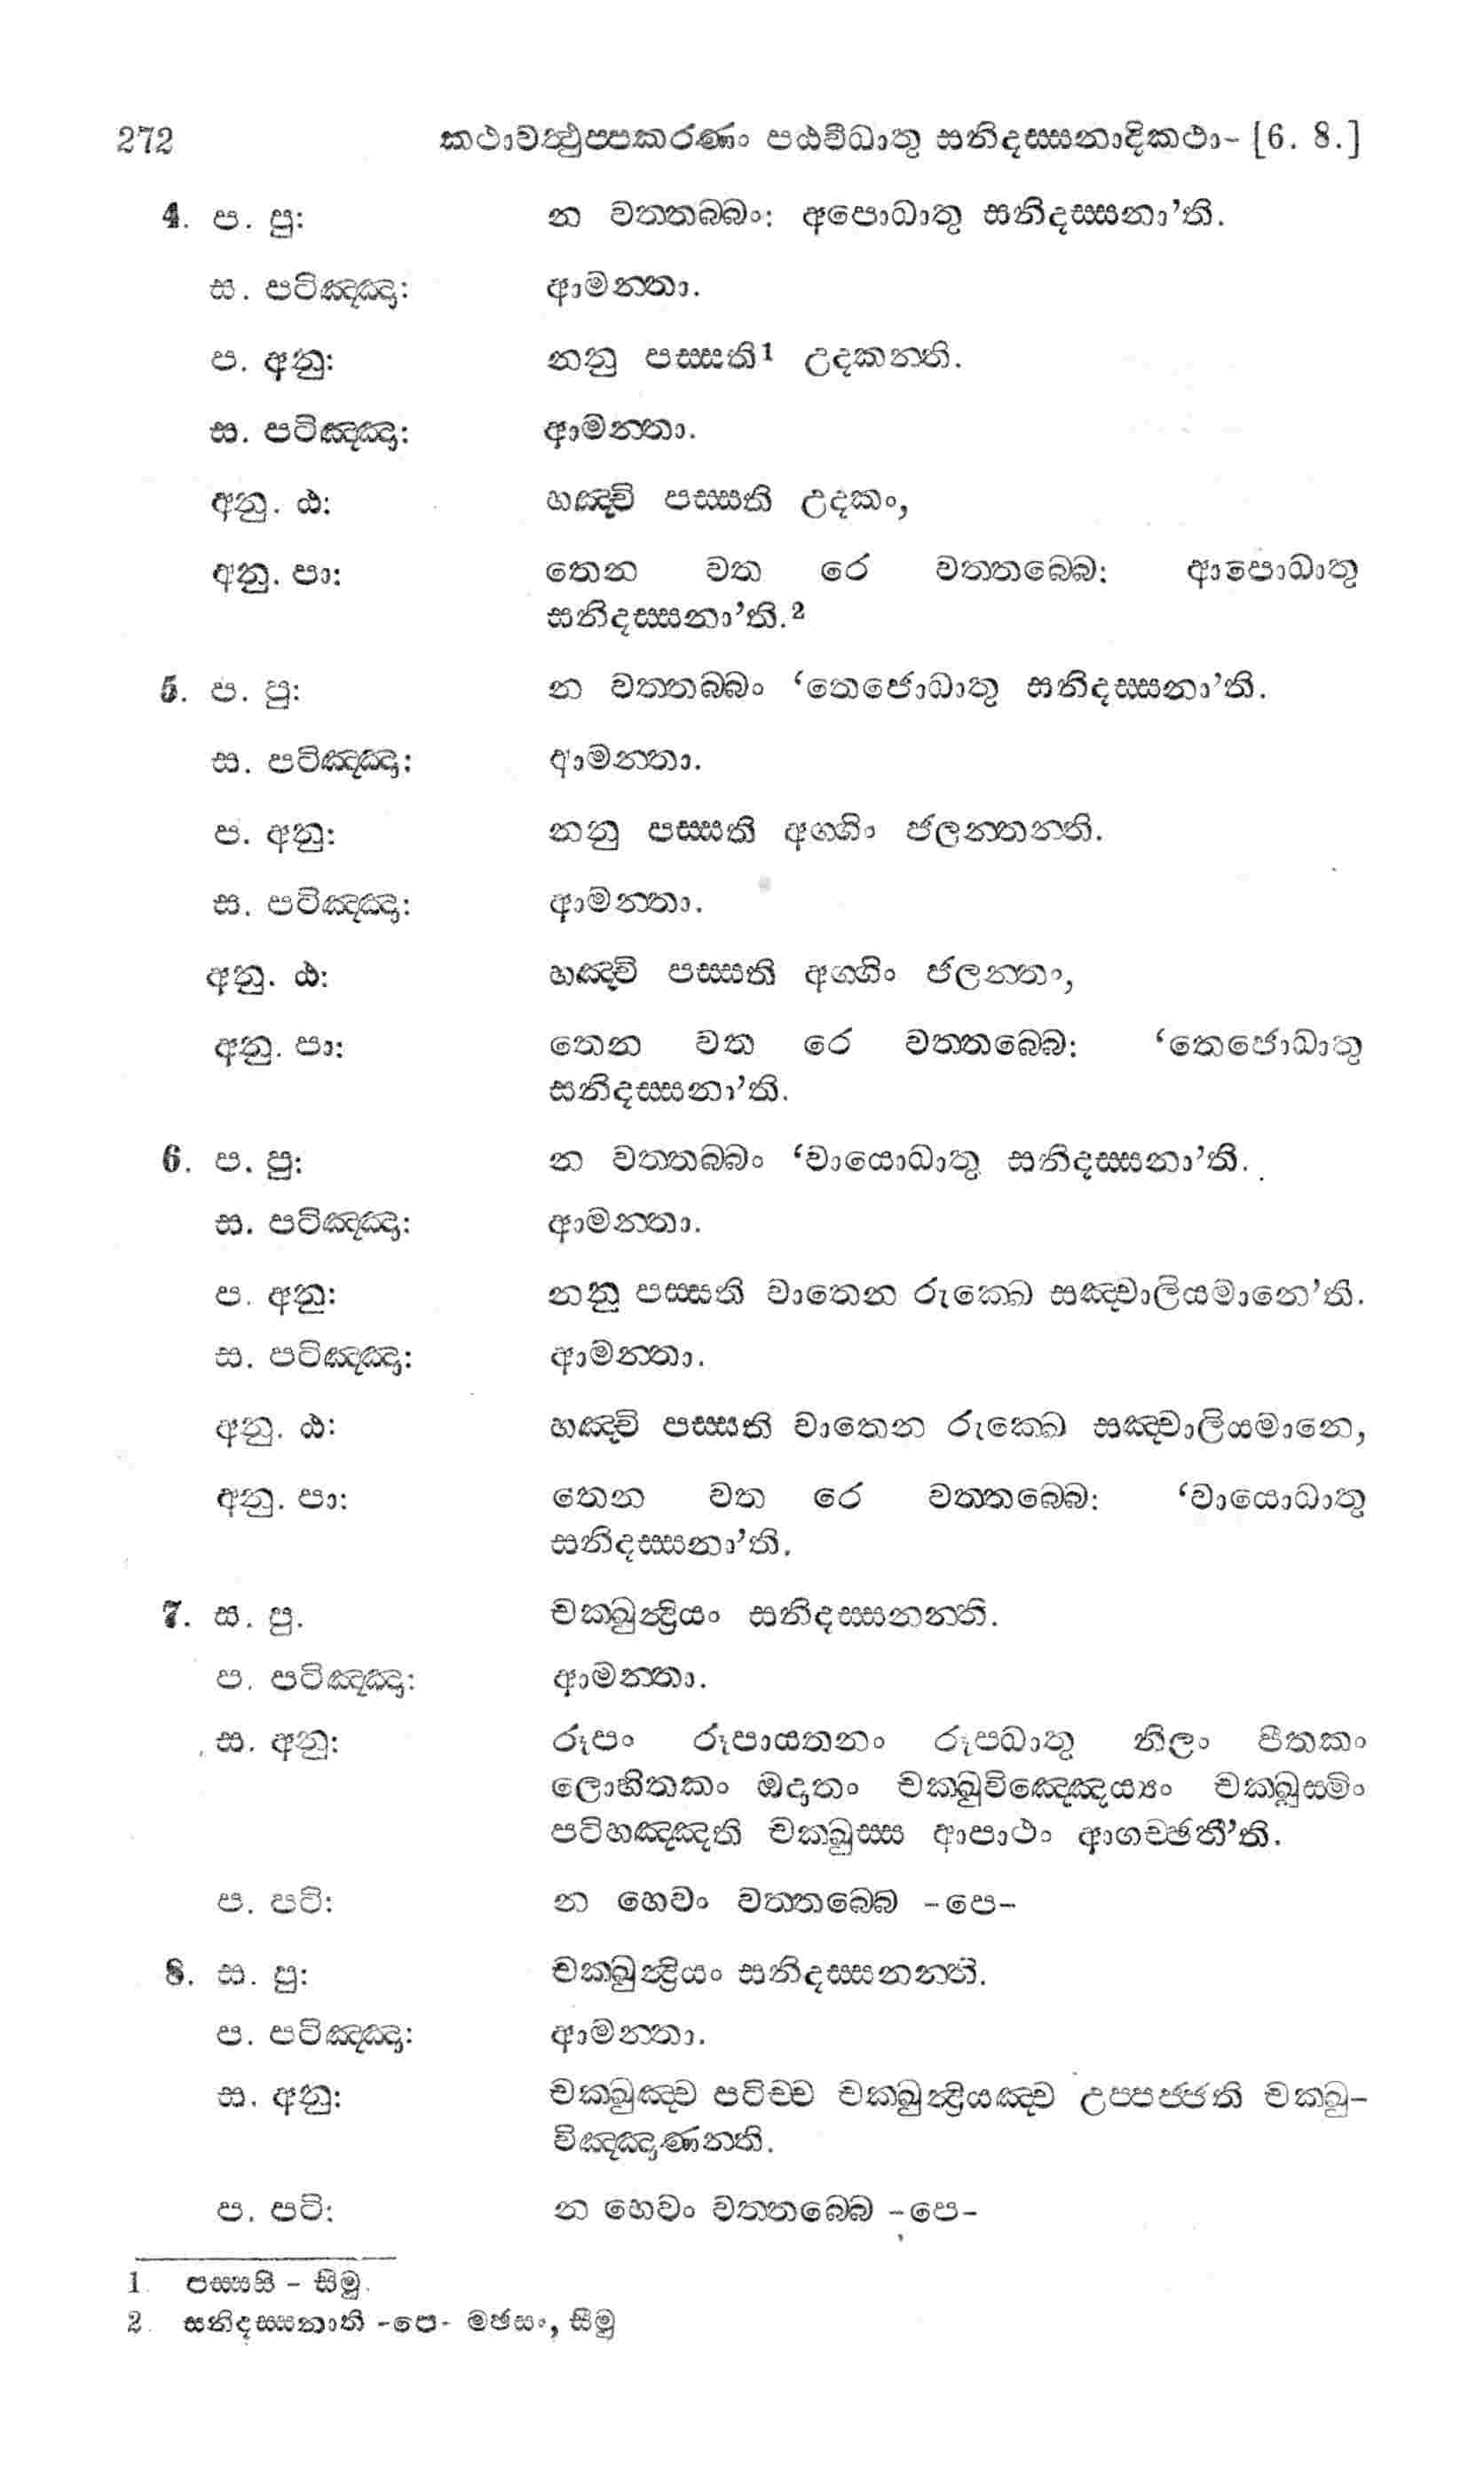 272 කථාවත්ථුප්පකරණං පඨවීධාතු සනිදස්සනාදිකථා- [6. 8.]
4. ප. පු: න වත්තබ්බං: අපොධාතු සනිදස්සනා’ති.
ස. පටිඤ්ඤා: ආමන්තා.
ප. අනු: නනු පස්සති1 උදකන්ති.
ස. පටිඤ්ඤා: ආමන්තා.
අනු. ඨ: හඤ්චි පස්සති උදකං,
අනු. පා: තෙන වත රෙ වත්තබ්බෙ: ආපොධාතු
සනිදස්සනා’ති.2
5. ප. පු: න වත්තබ්බං ‘තෙජොධාතු සනිදස්සනා’ති.
ස. පටිඤ්ඤා: ආමන්තා.
ප. අනු: නනු පස්සති අග්ගිං ජලන්තන්ති.
ස. පටිඤ්ඤා: ආමන්තා.
අනු. ඨ: හඤ්චි පස්සති අග්ගිං ජලන්තං,
අනු. පා: තෙන වත රෙ වත්තබ්බෙ: ‘තෙජොධාතු
සනිදස්සනා’ති.
6. ප. පු: න වත්තබ්බං ‘වායොධාතු සනිදස්සනා’ති.
ස. පටිඤ්ඤා: ආමන්තා.
ප. අනු: නනු පස්සති වාතෙන රුක්ඛෙ සඤ්චාලියමානෙ’ති.
ස. පටිඤ්ඤා: ආමන්තා.
අනු. ඨ: හඤ්චි පස්සති වාතෙන රුක්ඛෙ සඤ්චාලියමානෙ,
අනු. පා: තෙන වත රෙ වත්තබ්බෙ: ‘වායොධාතු
සනිදස්සනා’ති.
7. ස. පු. චක්ඛුන්ද්‍රියං සනිදස්සනන්ති.
ප. පටිඤ්ඤා: ආමන්තා.
ස. අනු: රූපං රූපායතනං රූපධාතු නිලං පීතකං
ලොහිතකං ඔදාතං චක්ඛුවිඤ්ඤෙය්‍යං චක්ඛුස්මිං
පටිහඤ්ඤති චක්ඛුස්ස ආපාථං ආගච්ඡතී’ති.
ප. පටි: න හෙවං වත්තබ්බෙ -පෙ-
8. ස. පු: චක්ඛුන්ද්‍රියං සනිදස්සනන්ති.
ප. පටිඤ්ඤා: ආමන්තා.
ස. අනු: චක්ඛුඤ්ච පටිච්ච චක්ඛුන්ද්‍රියඤ්ච උප්පජ්ජති චක්ඛු-
විඤ්ඤාණන්ති.
ප. පටි: න හෙවං වත්තබ්බෙ -පෙ-
1. පස්සසි - සිමු.
2. සනිදස්සනාති -පෙ- මඡසං, සීමු